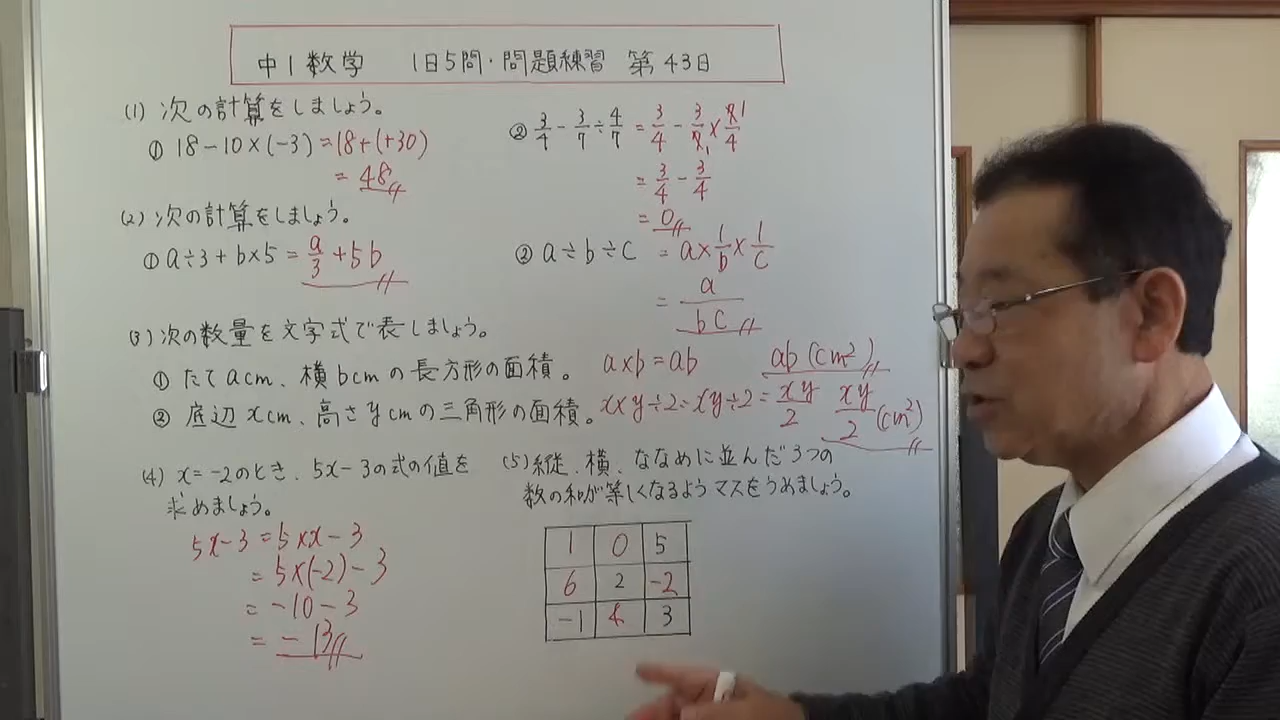 中1数学 1日5問・問題練習 第43日
(1) 次の計算をしましょう。
① 18-10×(-3)=18+(+30)
=48
② 3/4 - 3/7 ÷ 4/7 = 3/4 - 3/7 × 7/4
= 3/4 - 3/4
= 0
(2) 次の計算をしましょう。
① a÷3+b×5 = a/3 +5b
② a÷b÷c = a×1/b×1/c
= a/bc
(3) 次の数量を文字式で表しましょう。
① たて acm、横 bcm の長方形の面積。 a×b=ab ab(cm²)
② 底辺 xcm、高さ ycm の三角形の面積。 x×y÷2=xy÷2=xy/2 xy/2 (cm²)
(4) x=-2のとき、5x-3の式の値を
求めましょう。
5x-3=5×x-3
=5×(-2)-3
=-10-3
=-13
(5) 縦、横、ななめに並んだ3つの
数の和が等しくなるようマスをうめましょう。
1 0 5
6 2 -2
-1 4 3